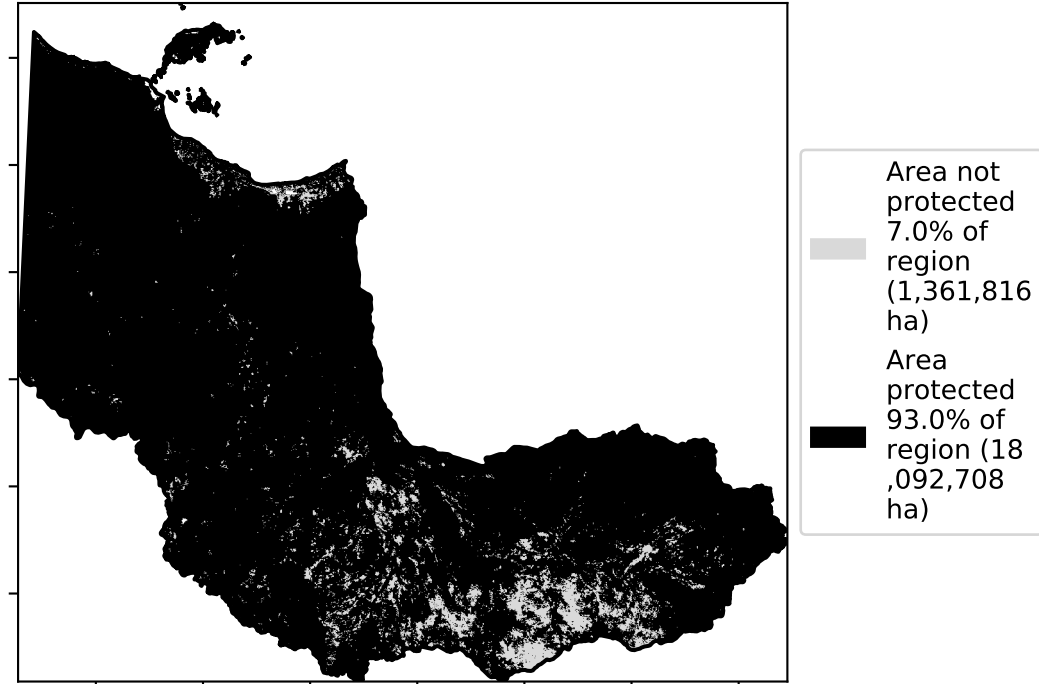 Area not
protected
7.0% of
region
(1,361,816
ha)
Area
protected
93.0% of
region (18
,092,708
ha)